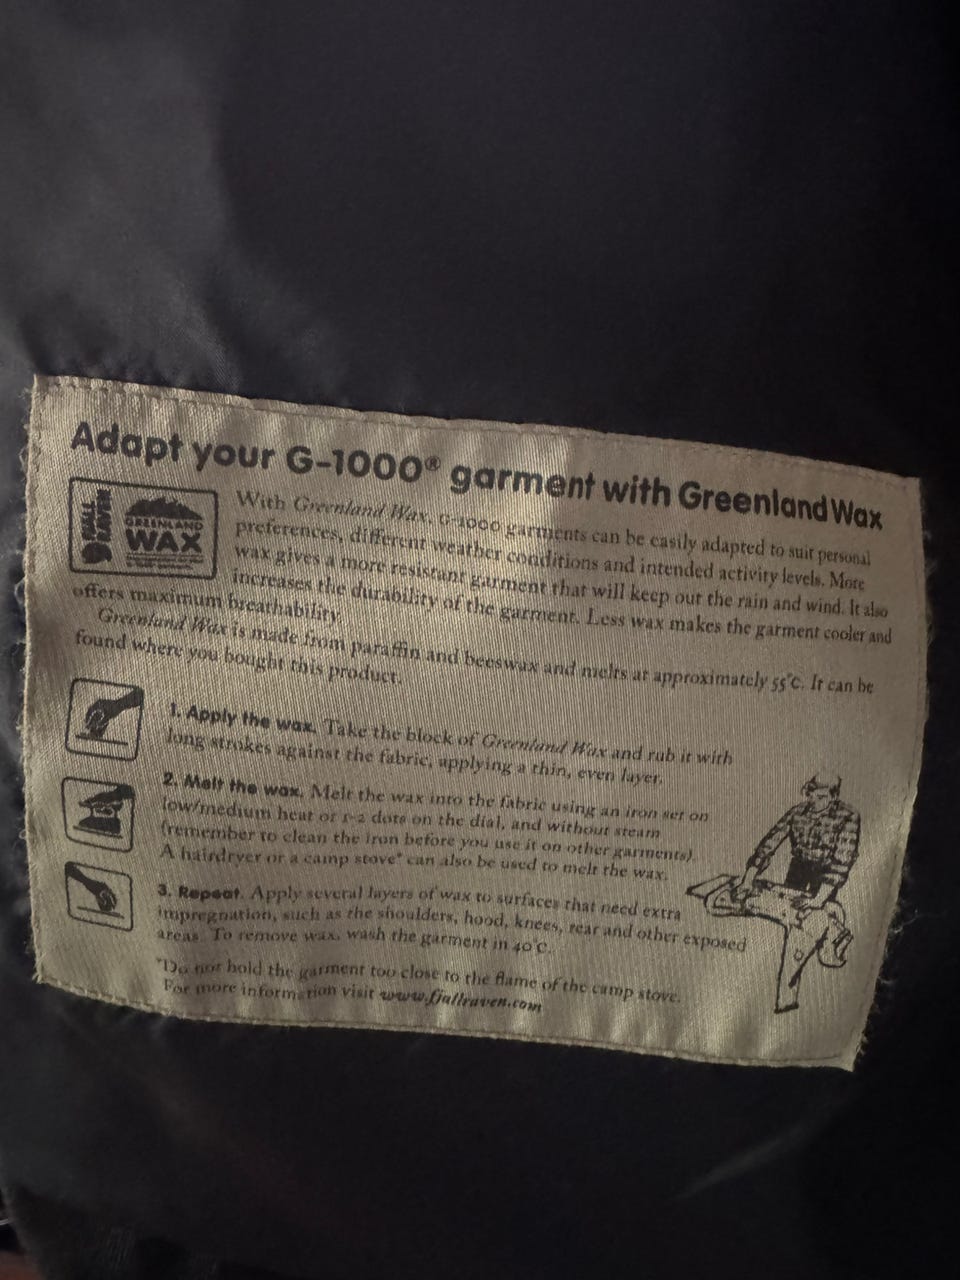 Adapt your G-1000® garment with Greenland Wax
FJALL
RAVEN
GREENLAND
WAX
With Greenland Wax, G-1000 garments can be easily adapted to suit personal
preferences, different weather conditions and intended activity levels. More
wax gives a more resistant garment that will keep out the rain and wind. It also
increases the durability of the garment. Less wax makes the garment cooler and
offers maximum breathability.
Greenland Wax is made from paraffin and beeswax and melts at approximately 55°C. It can be
found where you bought this product.
1. Apply the wax. Take the block of Greenland Wax and rub it with
long strokes against the fabric, applying a thin, even layer.
2. Melt the wax. Melt the wax into the fabric using an iron set on
low/medium heat or 1-2 dots on the dial, and without steam
(remember to clean the iron before you use it on other garments).
A hairdryer or a camp stove* can also be used to melt the wax.
3. Repeat. Apply several layers of wax to surfaces that need extra
impregnation, such as the shoulders, hood, knees, rear and other exposed
areas. To remove wax, wash the garment in 40°C.
*Do not hold the garment too close to the flame of the camp stove.
For more information visit www.fjallraven.com